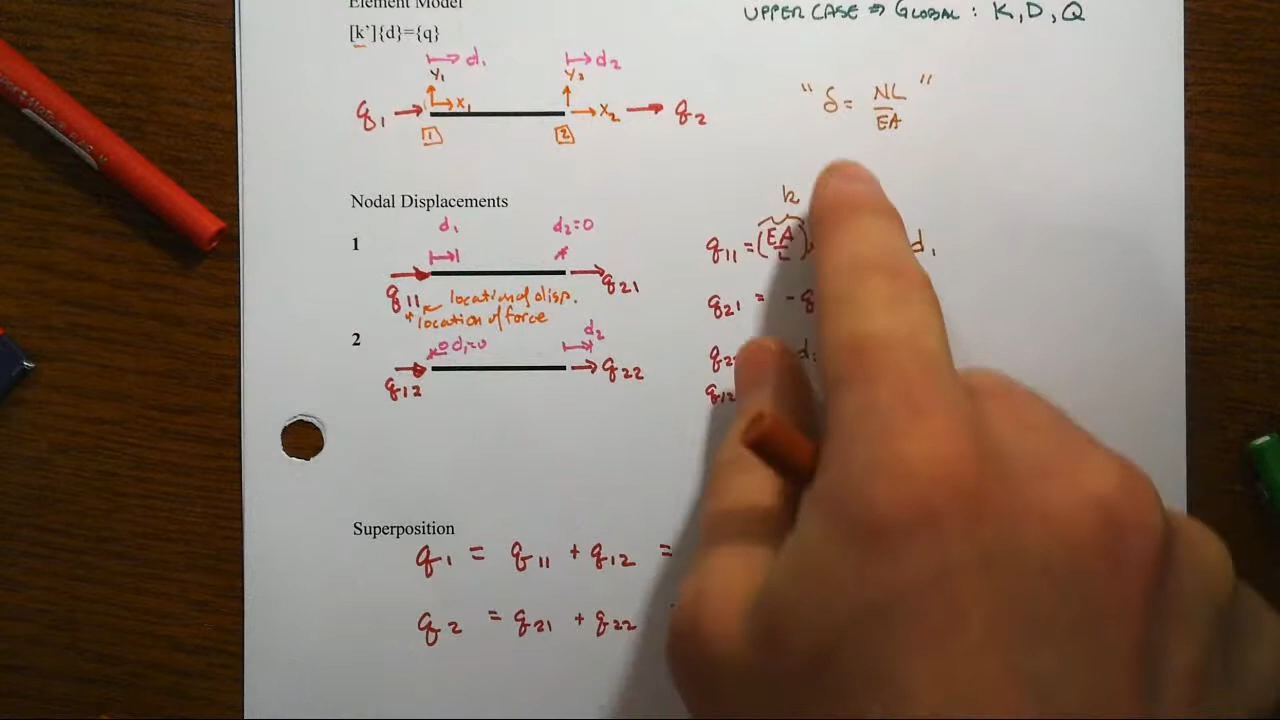 Element Model
UPPER CASE ⇒ GLOBAL : K, D, Q
[k']{d}={q}
d₁ d₂
y₁ y₂
q₁ x₁ x₂ q₂
1 2
"δ = NL/EA"
k
Nodal Displacements
d₁ d₂=0
1
q₁₁ = (EA/L) d₁
q₁₁ q₂₁
location of disp.
location of force
q₂₁ = -q
2
d₁=0 d₂
q₁₂ q₂₂
q₁₂
Superposition
q₁ = q₁₁ + q₁₂ =
q₂ = q₂₁ + q₂₂